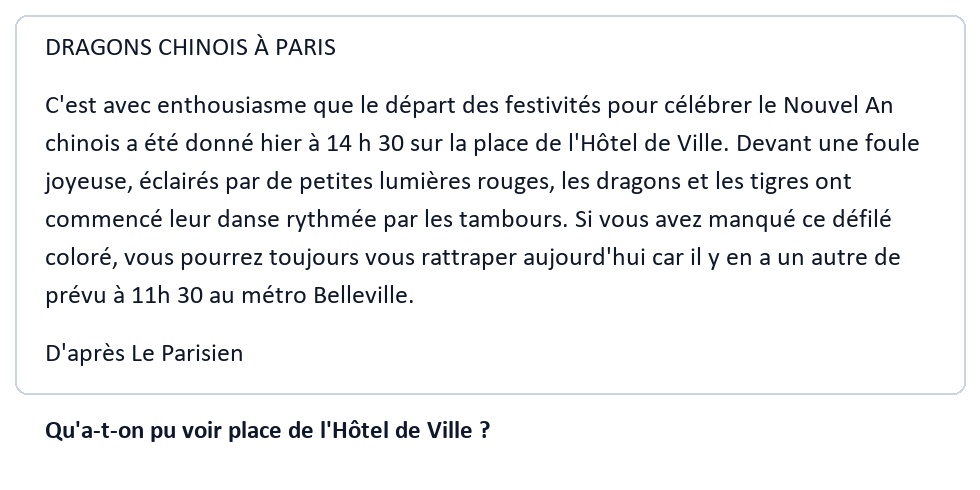 DRAGONS CHINOIS À PARIS
C'est avec enthousiasme que le départ des festivités pour célébrer le Nouvel An
chinois a été donné hier à 14 h 30 sur la place de l'Hôtel de Ville. Devant une foule
joyeuse, éclairés par de petites lumières rouges, les dragons et les tigres ont
commencé leur danse rythmée par les tambours. Si vous avez manqué ce défilé
coloré, vous pourrez toujours vous rattraper aujourd'hui car il y en a un autre de
prévu à 11h 30 au métro Belleville.
D'après Le Parisien
Qu'a-t-on pu voir place de l'Hôtel de Ville ?